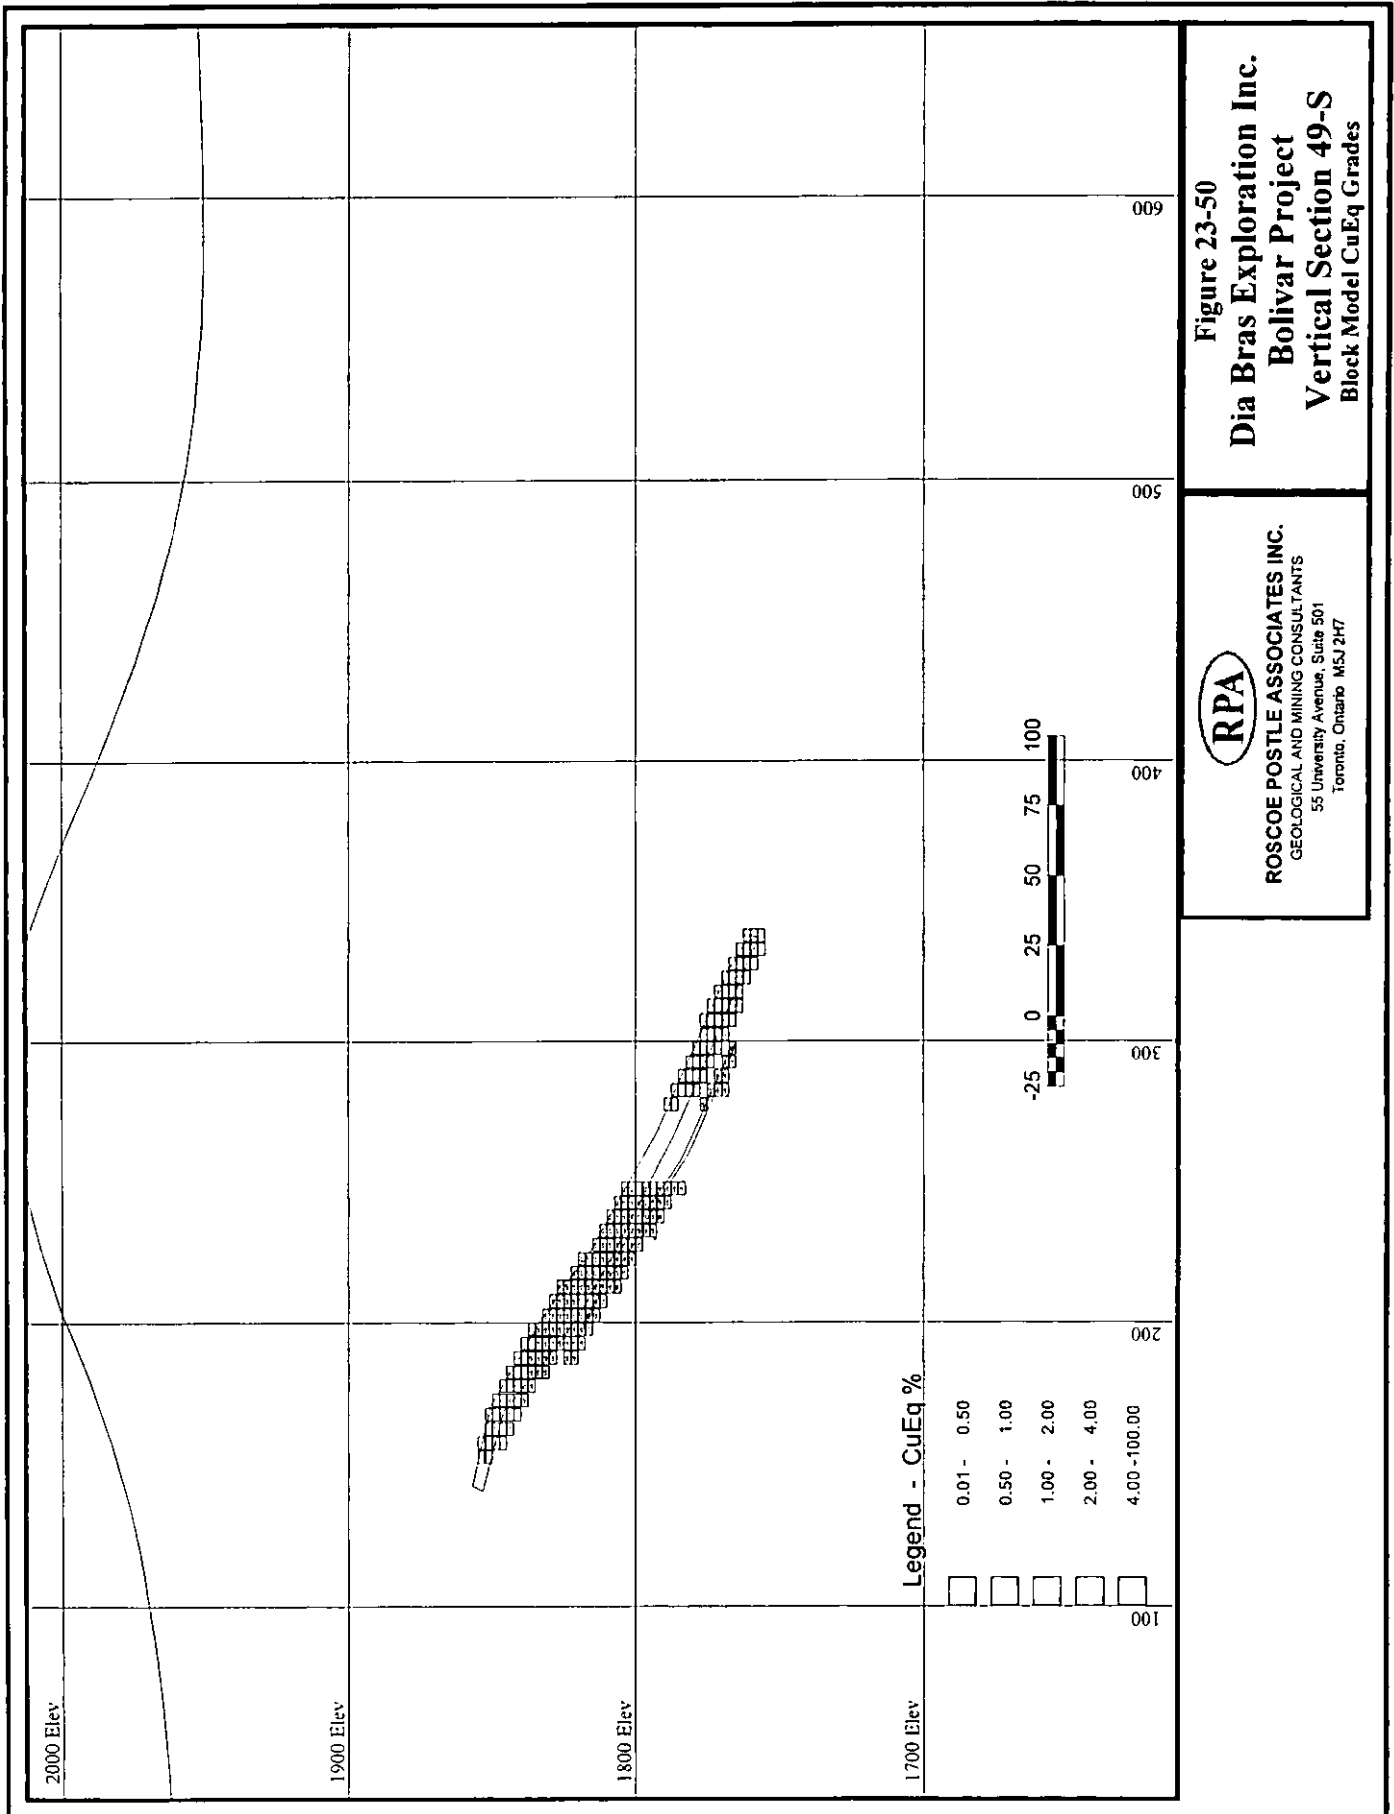 2000 Elev
1900 Elev
1800 Elev
1700 Elev
100
200
300
400
500
600
Legend - CuEq %
0.01 - 0.50
0.50 - 1.00
1.00 - 2.00
2.00 - 4.00
4.00 -100.00
-25 0 25 50 75 100
RPA
ROSCOE POSTLE ASSOCIATES INC.
GEOLOGICAL AND MINING CONSULTANTS
55 University Avenue, Suite 501
Toronto, Ontario M5J 2H7
Figure 23-50
Dia Bras Exploration Inc.
Bolivar Project
Vertical Section 49-S
Block Model CuEq Grades